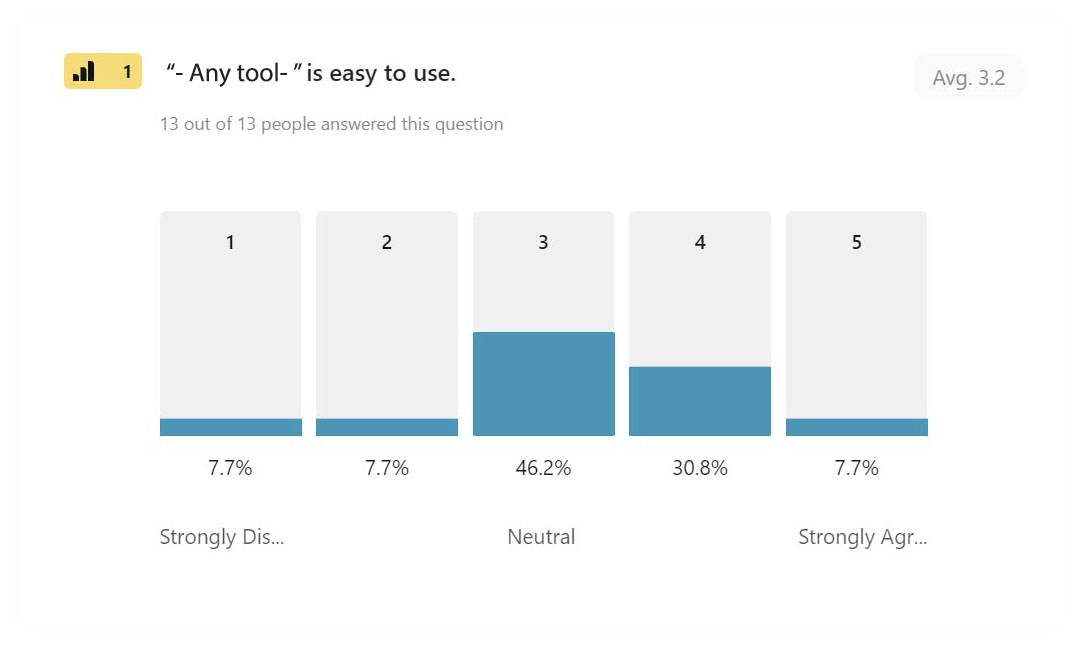 1 “- Any tool- ” is easy to use.
Avg. 3.2
13 out of 13 people answered this question
1 2 3 4 5
7.7% 7.7% 46.2% 30.8% 7.7%
Strongly Dis... Neutral Strongly Agr...